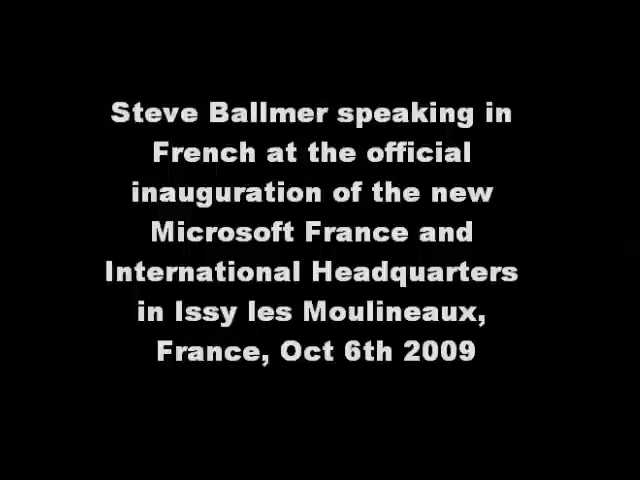 Steve Ballmer speaking in
French at the official
inauguration of the new
Microsoft France and
International Headquarters
in Issy les Moulineaux,
France, Oct 6th 2009